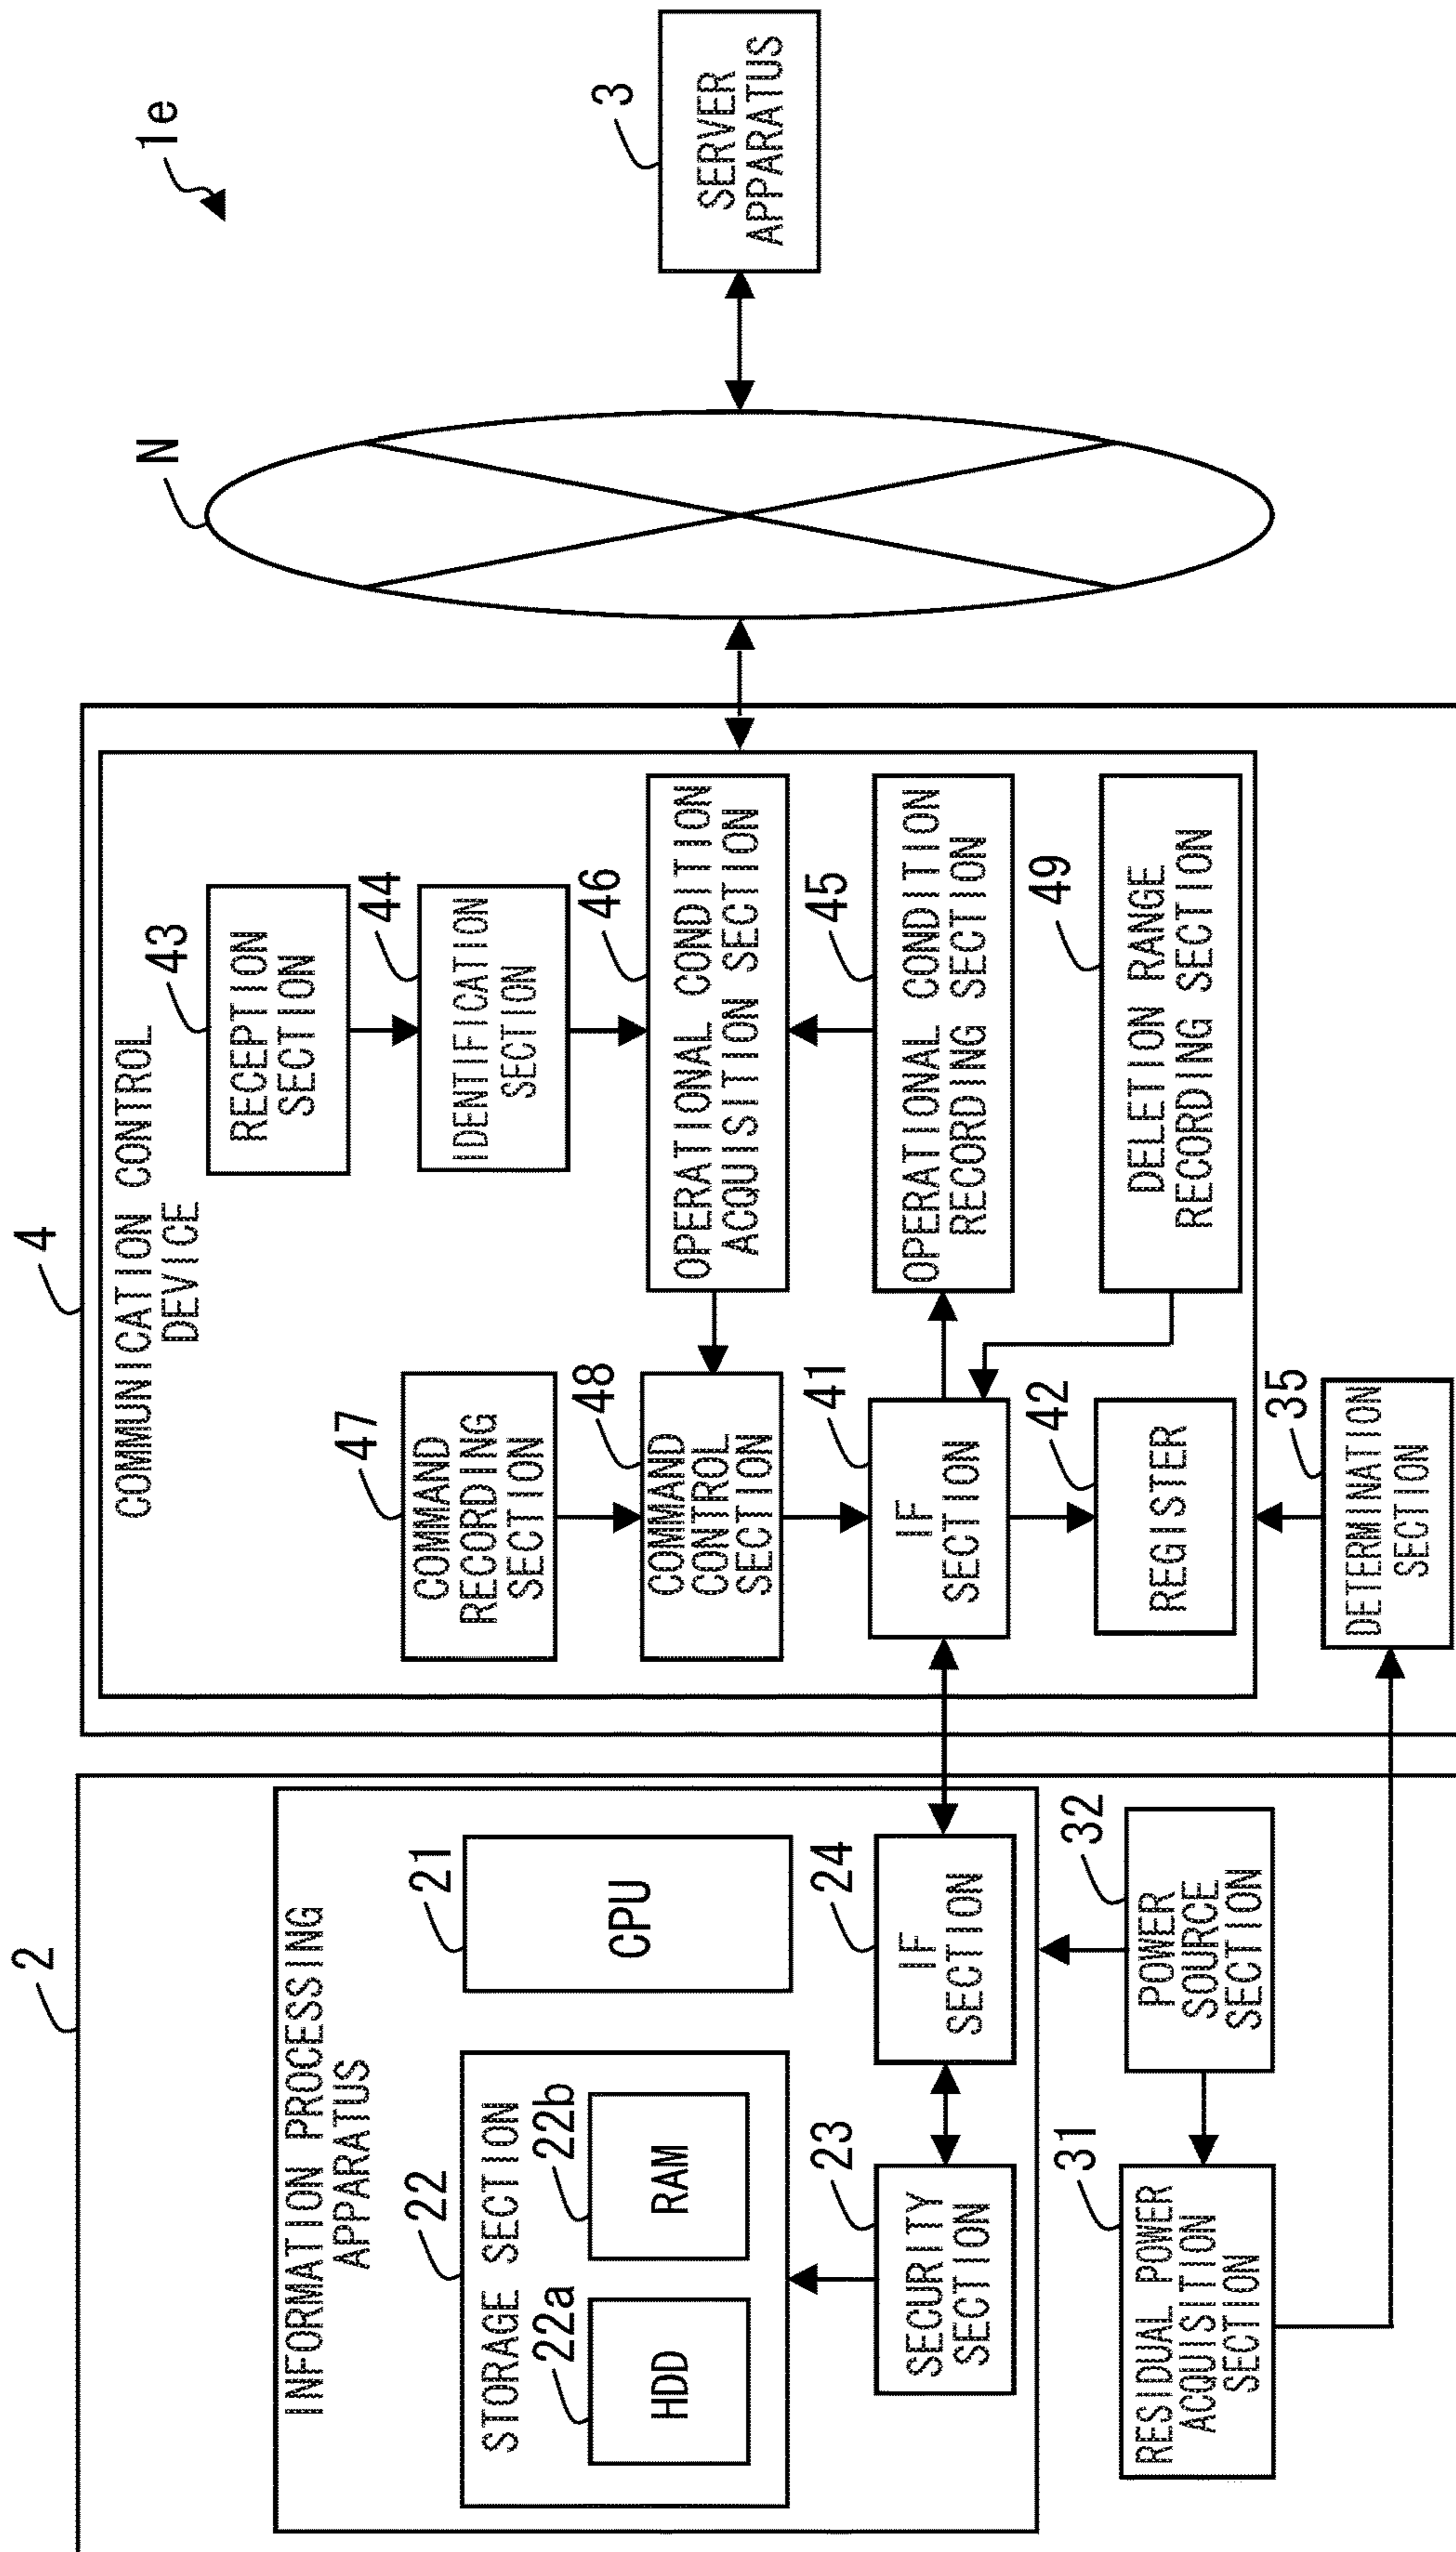 1e
2
INFORMATION PROCESSING
APPARATUS
22
STORAGE SECTION
22a
HDD
22b
RAM
21
CPU
23
SECURITY
SECTION
24
IF
SECTION
31
RESIDUAL POWER
ACQUISITION
SECTION
32
POWER
SOURCE
SECTION
4
COMMUNICATION CONTROL
DEVICE
47
COMMAND
RECORDING
SECTION
43
RECEPTION
SECTION
44
IDENTIFICATION
SECTION
48
COMMAND
CONTROL
SECTION
46
OPERATIONAL CONDITION
ACQUISITION SECTION
41
IF
SECTION
45
OPERATIONAL CONDITION
RECORDING SECTION
42
REGISTER
49
DELETION RANGE
RECORDING SECTION
35
DETERMINATION
SECTION
N
3
SERVER
APPARATUS